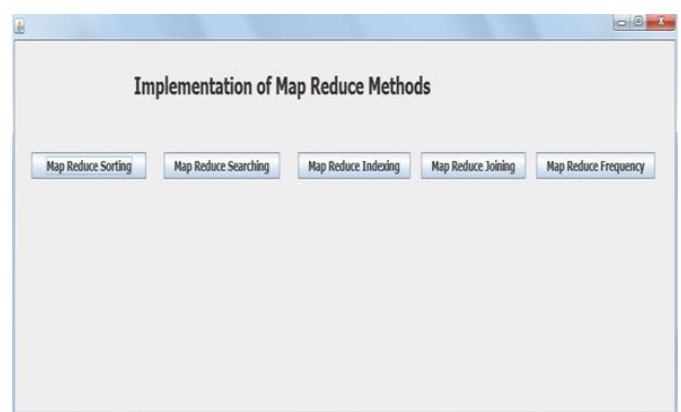 Implementation of Map Reduce Methods
Map Reduce Sorting Map Reduce Searching Map Reduce Indexing Map Reduce Joining Map Reduce Frequency